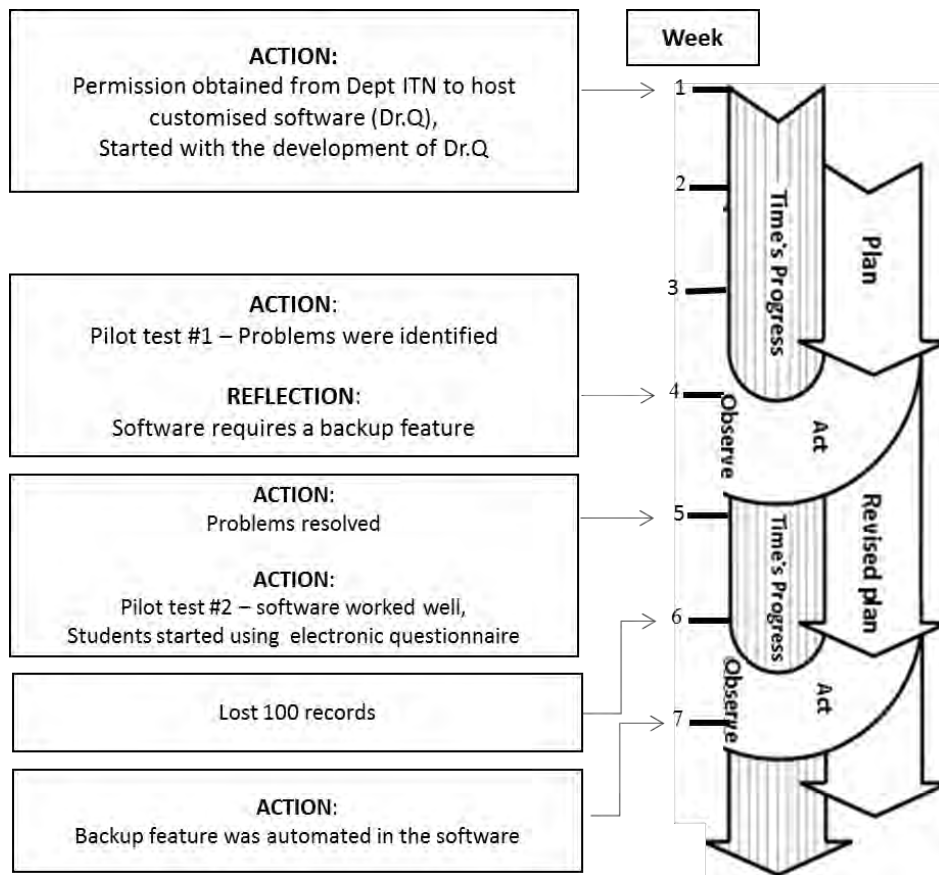 ACTION:
Permission obtained from Dept ITN to host
customised software (Dr.Q),
Started with the development of Dr.Q
ACTION:
Pilot test #1 – Problems were identified
REFLECTION:
Software requires a backup feature
ACTION:
Problems resolved
ACTION:
Pilot test #2 – software worked well,
Students started using electronic questionnaire
Lost 100 records
ACTION:
Backup feature was automated in the software
Week
1
2
3
4
5
6
7
Time's Progress
Plan
Observe
Act
Time's Progress
Revised plan
Observe
Act